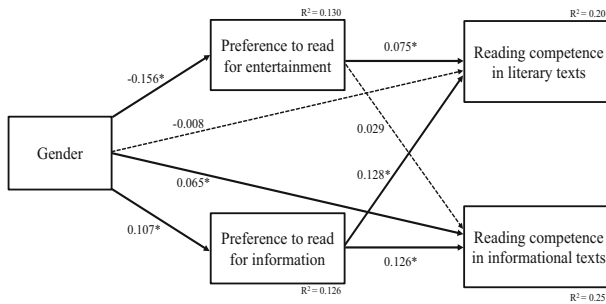 R² = 0.130
R² = 0.20
Preference to read
for entertainment
0.075*
Reading competence
in literary texts
-0.156*
-0.008
0.029
Gender
0.128*
0.065*
0.107*
Preference to read
for information
0.126*
Reading competence
in informational texts
R² = 0.126
R² = 0.25